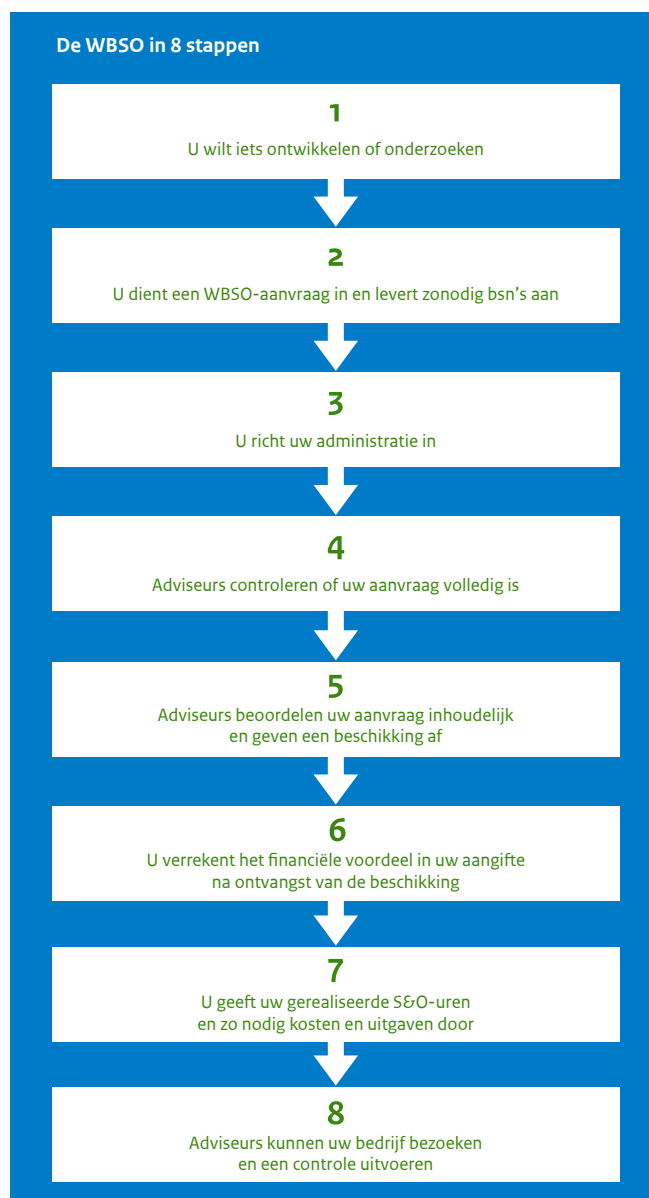 De WBSO in 8 stappen
1
U wilt iets ontwikkelen of onderzoeken
2
U dient een WBSO-aanvraag in en levert zonodig bsn's aan
3
U richt uw administratie in
4
Adviseurs controleren of uw aanvraag volledig is
5
Adviseurs beoordelen uw aanvraag inhoudelijk
en geven een beschikking af
6
U verrekent het financiële voordeel in uw aangifte
na ontvangst van de beschikking
7
U geeft uw gerealiseerde S&O-uren
en zo nodig kosten en uitgaven door
8
Adviseurs kunnen uw bedrijf bezoeken
en een controle uitvoeren